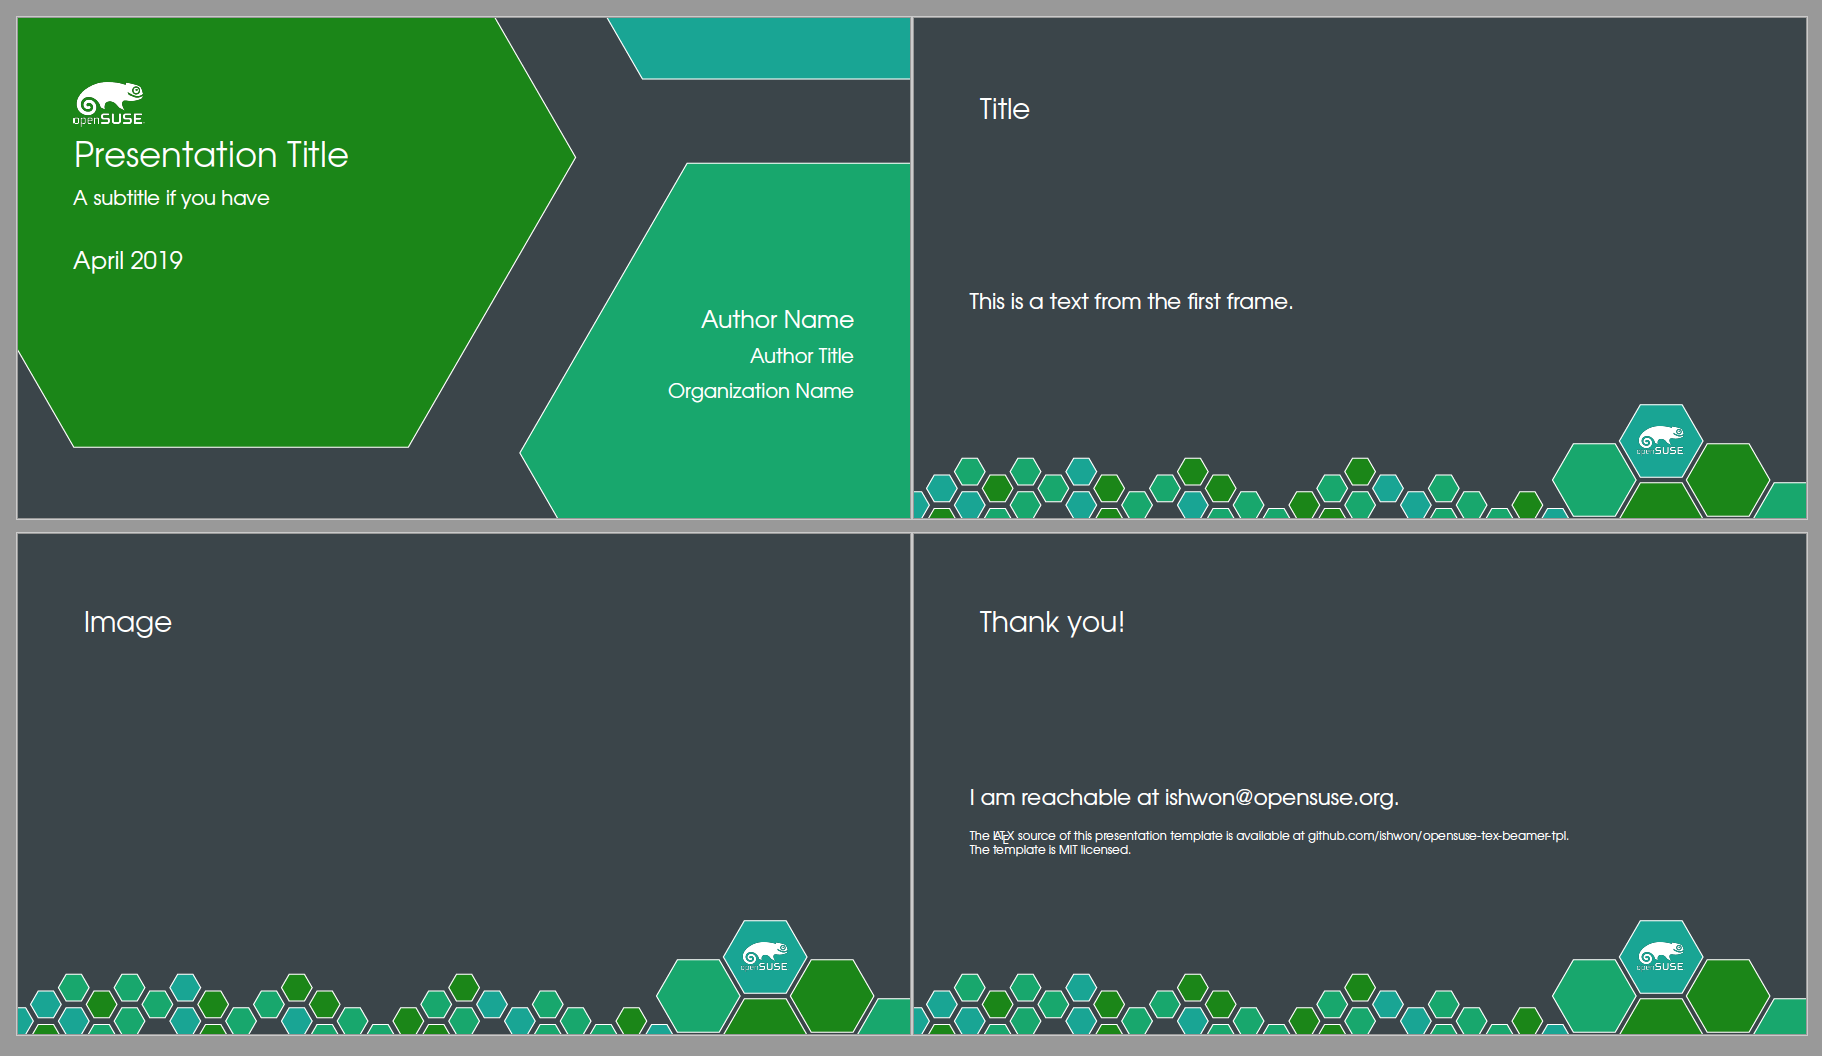 openSUSE
Presentation Title
A subtitle if you have
April 2019
Author Name
Author Title
Organization Name
Title
This is a text from the first frame.
openSUSE
Image
openSUSE
Thank you!
I am reachable at ishwon@opensuse.org.
The LATEX source of this presentation template is available at github.com/ishwon/opensuse-tex-beamer-tpl.
The template is MIT licensed.
openSUSE